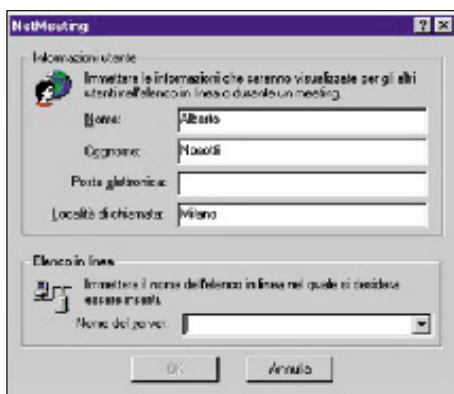 NetMeeting
Informazioni utente
Immettere le informazioni che saranno visualizzate per gli altri
utenti nell'elenco in linea o durante un meeting.
Nome: Alberto
Cognome: Nosotti
Posta elettronica:
Località di chiamata: Milano
Elenco in linea
Immettere il nome dell'elenco in linea nel quale si desidera
essere inseriti.
Nome del server:
OK Annulla